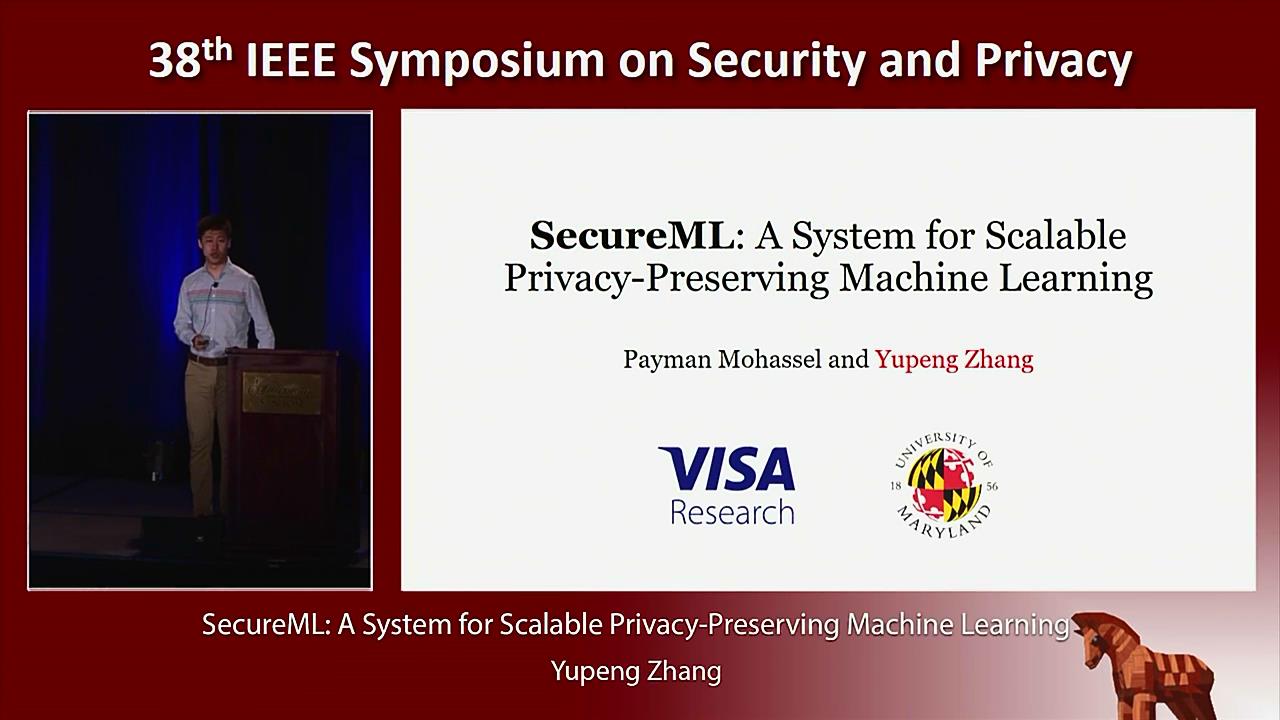 38th IEEE Symposium on Security and Privacy
SecureML: A System for Scalable
Privacy-Preserving Machine Learning
Payman Mohassel and Yupeng Zhang
VISA
Research
UNIVERSITY OF
18 56
MARYLAND
SecureML: A System for Scalable Privacy-Preserving Machine Learning
Yupeng Zhang